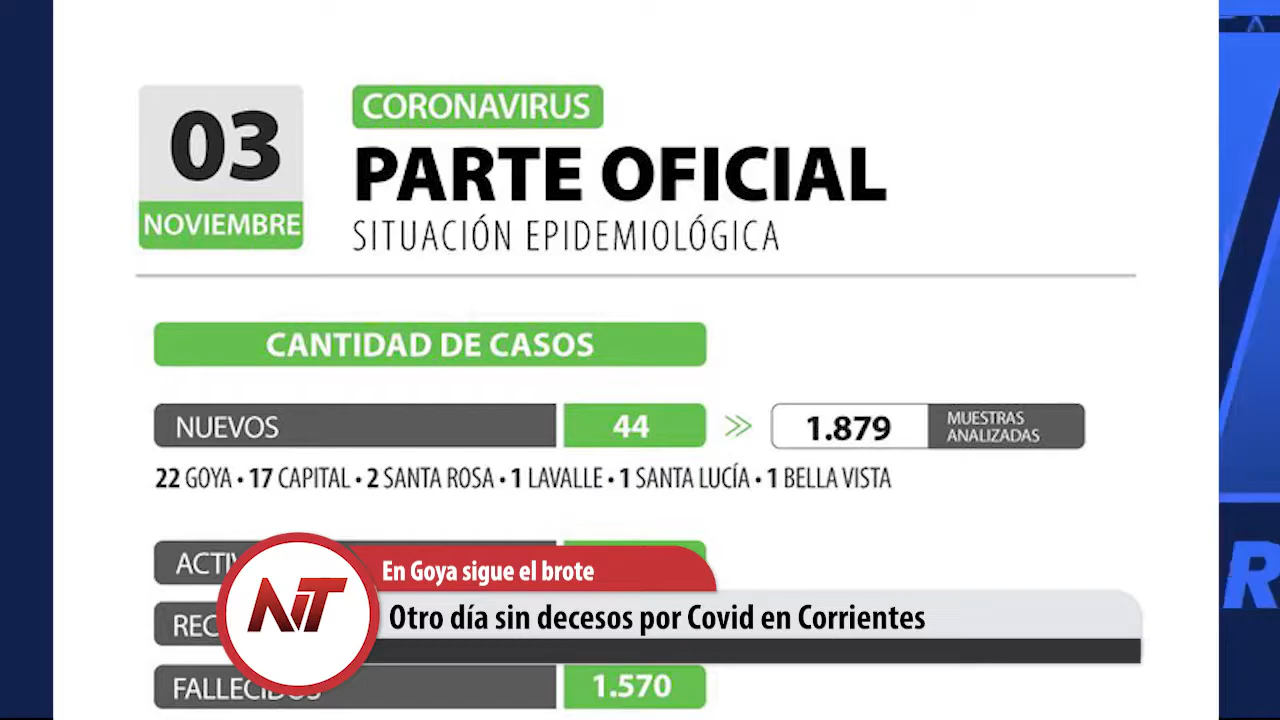 03
NOVIEMBRE
CORONAVIRUS
PARTE OFICIAL
SITUACIÓN EPIDEMIOLÓGICA
CANTIDAD DE CASOS
NUEVOS 44 1.879 MUESTRAS ANALIZADAS
22 GOYA • 17 CAPITAL • 2 SANTA ROSA • 1 LAVALLE • 1 SANTA LUCÍA • 1 BELLA VISTA
NiT
En Goya sigue el brote
Otro día sin decesos por Covid en Corrientes
FALLECIDOS 1.570